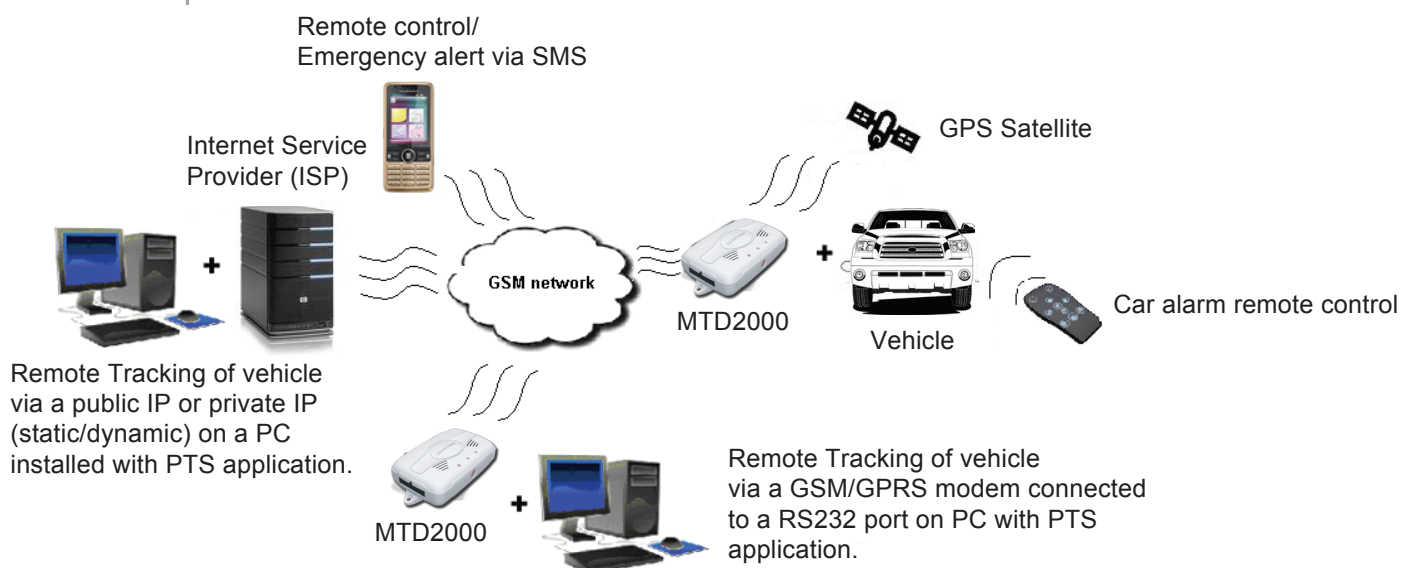 Remote control/
Emergency alert via SMS
GPS Satellite
Internet Service
Provider (ISP)
GSM network
MTD2000
Vehicle
Car alarm remote control
Remote Tracking of vehicle
via a public IP or private IP
(static/dynamic) on a PC
installed with PTS application.
MTD2000
Remote Tracking of vehicle
via a GSM/GPRS modem connected
to a RS232 port on PC with PTS
application.